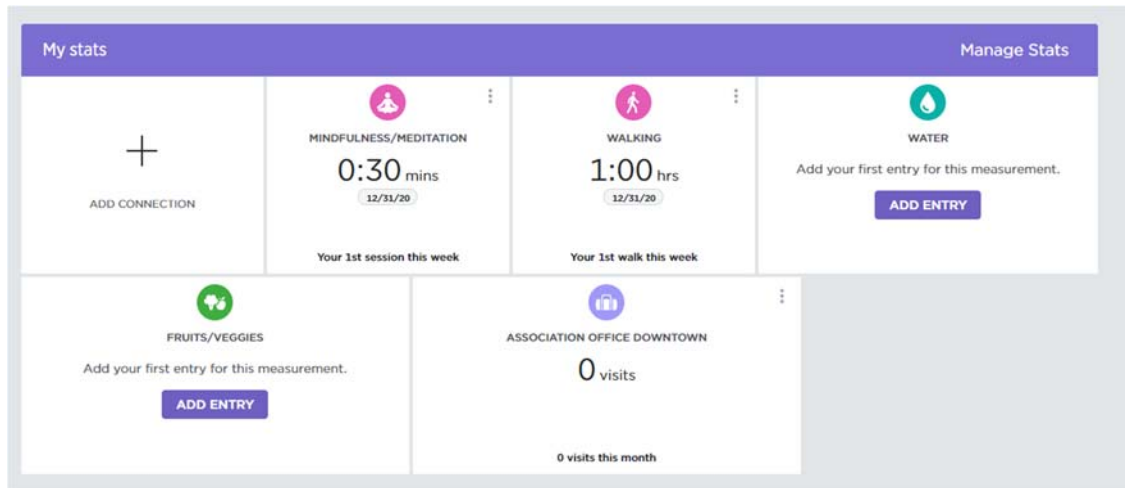 My stats
Manage Stats
ADD CONNECTION
MINDFULNESS/MEDITATION
0:30 mins
12/31/20
Your 1st session this week
WALKING
1:00 hrs
12/31/20
Your 1st walk this week
WATER
Add your first entry for this measurement.
ADD ENTRY
FRUITS/VEGGIES
Add your first entry for this measurement.
ADD ENTRY
ASSOCIATION OFFICE DOWNTOWN
0 visits
0 visits this month